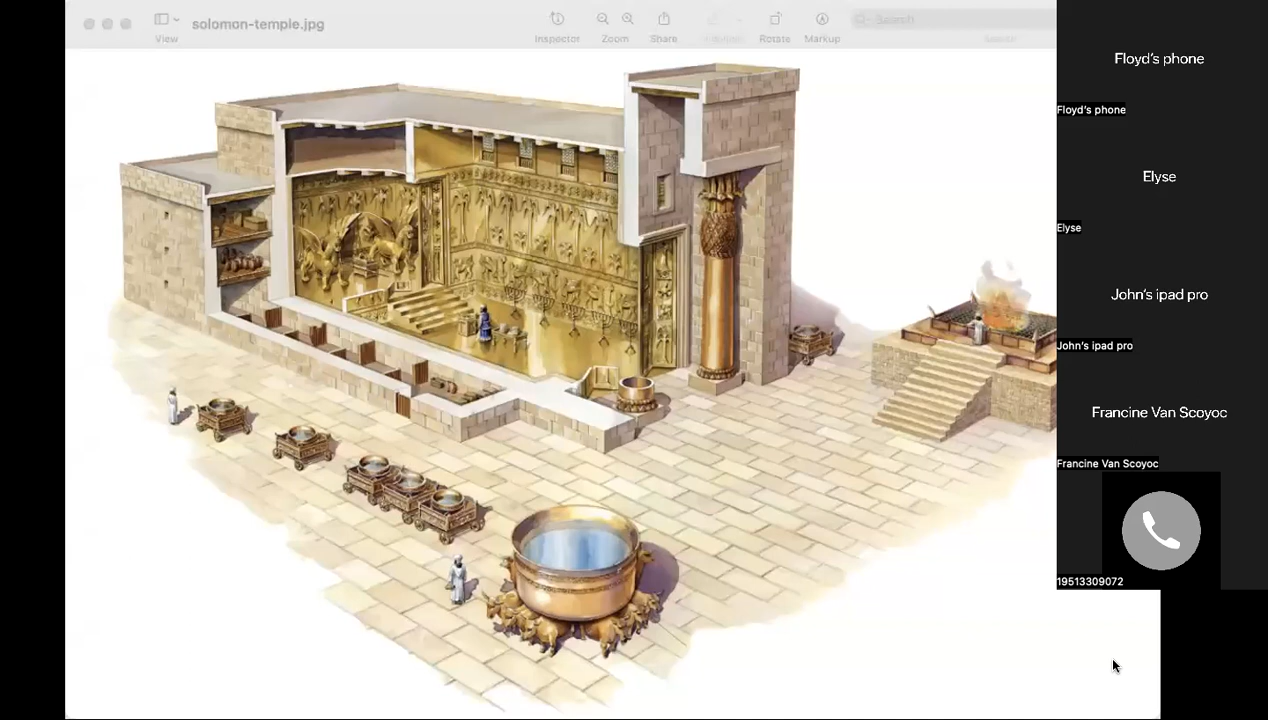 solomon-temple.jpg
View
Inspector
Zoom
Share
Rotate
Markup
Search
Search
Floyd's phone
Floyd's phone
Elyse
Elyse
John's ipad pro
John's ipad pro
Francine Van Scoyoc
Francine Van Scoyoc
19513309072